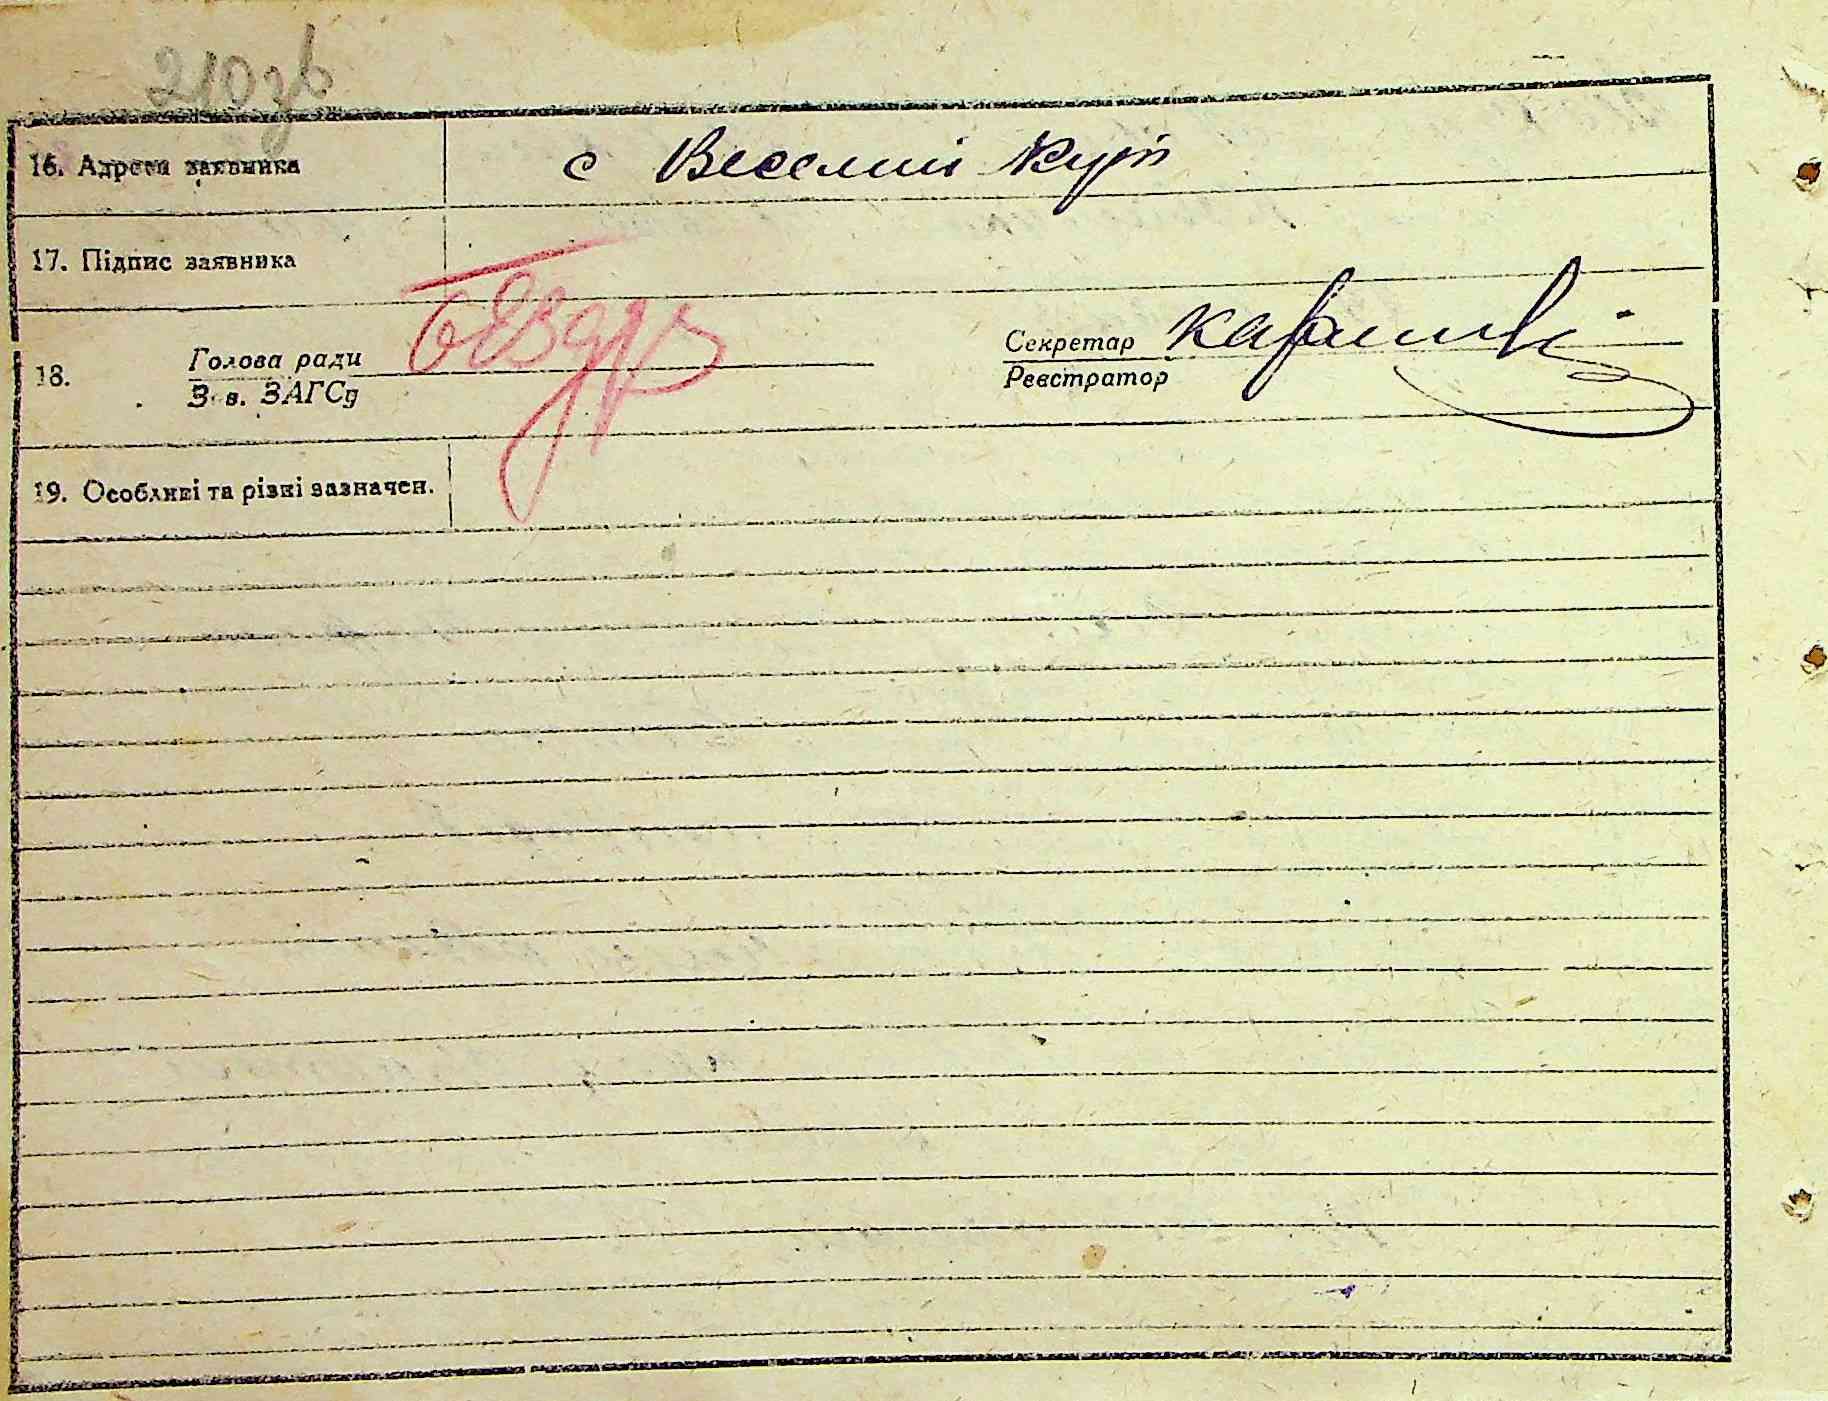 210зв
16. Адреса заявника с Веселий Кут
17. Підпис заявника
18. Голова ради Секретар
Зав. ЗАГСу Реєстратор
19. Особливі та різні зазначен.